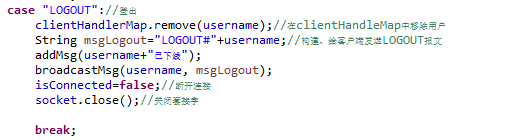 case "LOGOUT"://登出
clientHandlerMap.remove(username);//在clientHandleMap中移除用户
String msgLogout="LOGOUT#"+username;//构建、给客户端发送LOGOUT报文
addMsg(username+"已下线");
broadcastMsg(username, msgLogout);
isConnected=false;//断开连接
socket.close();//关闭套接字
break;